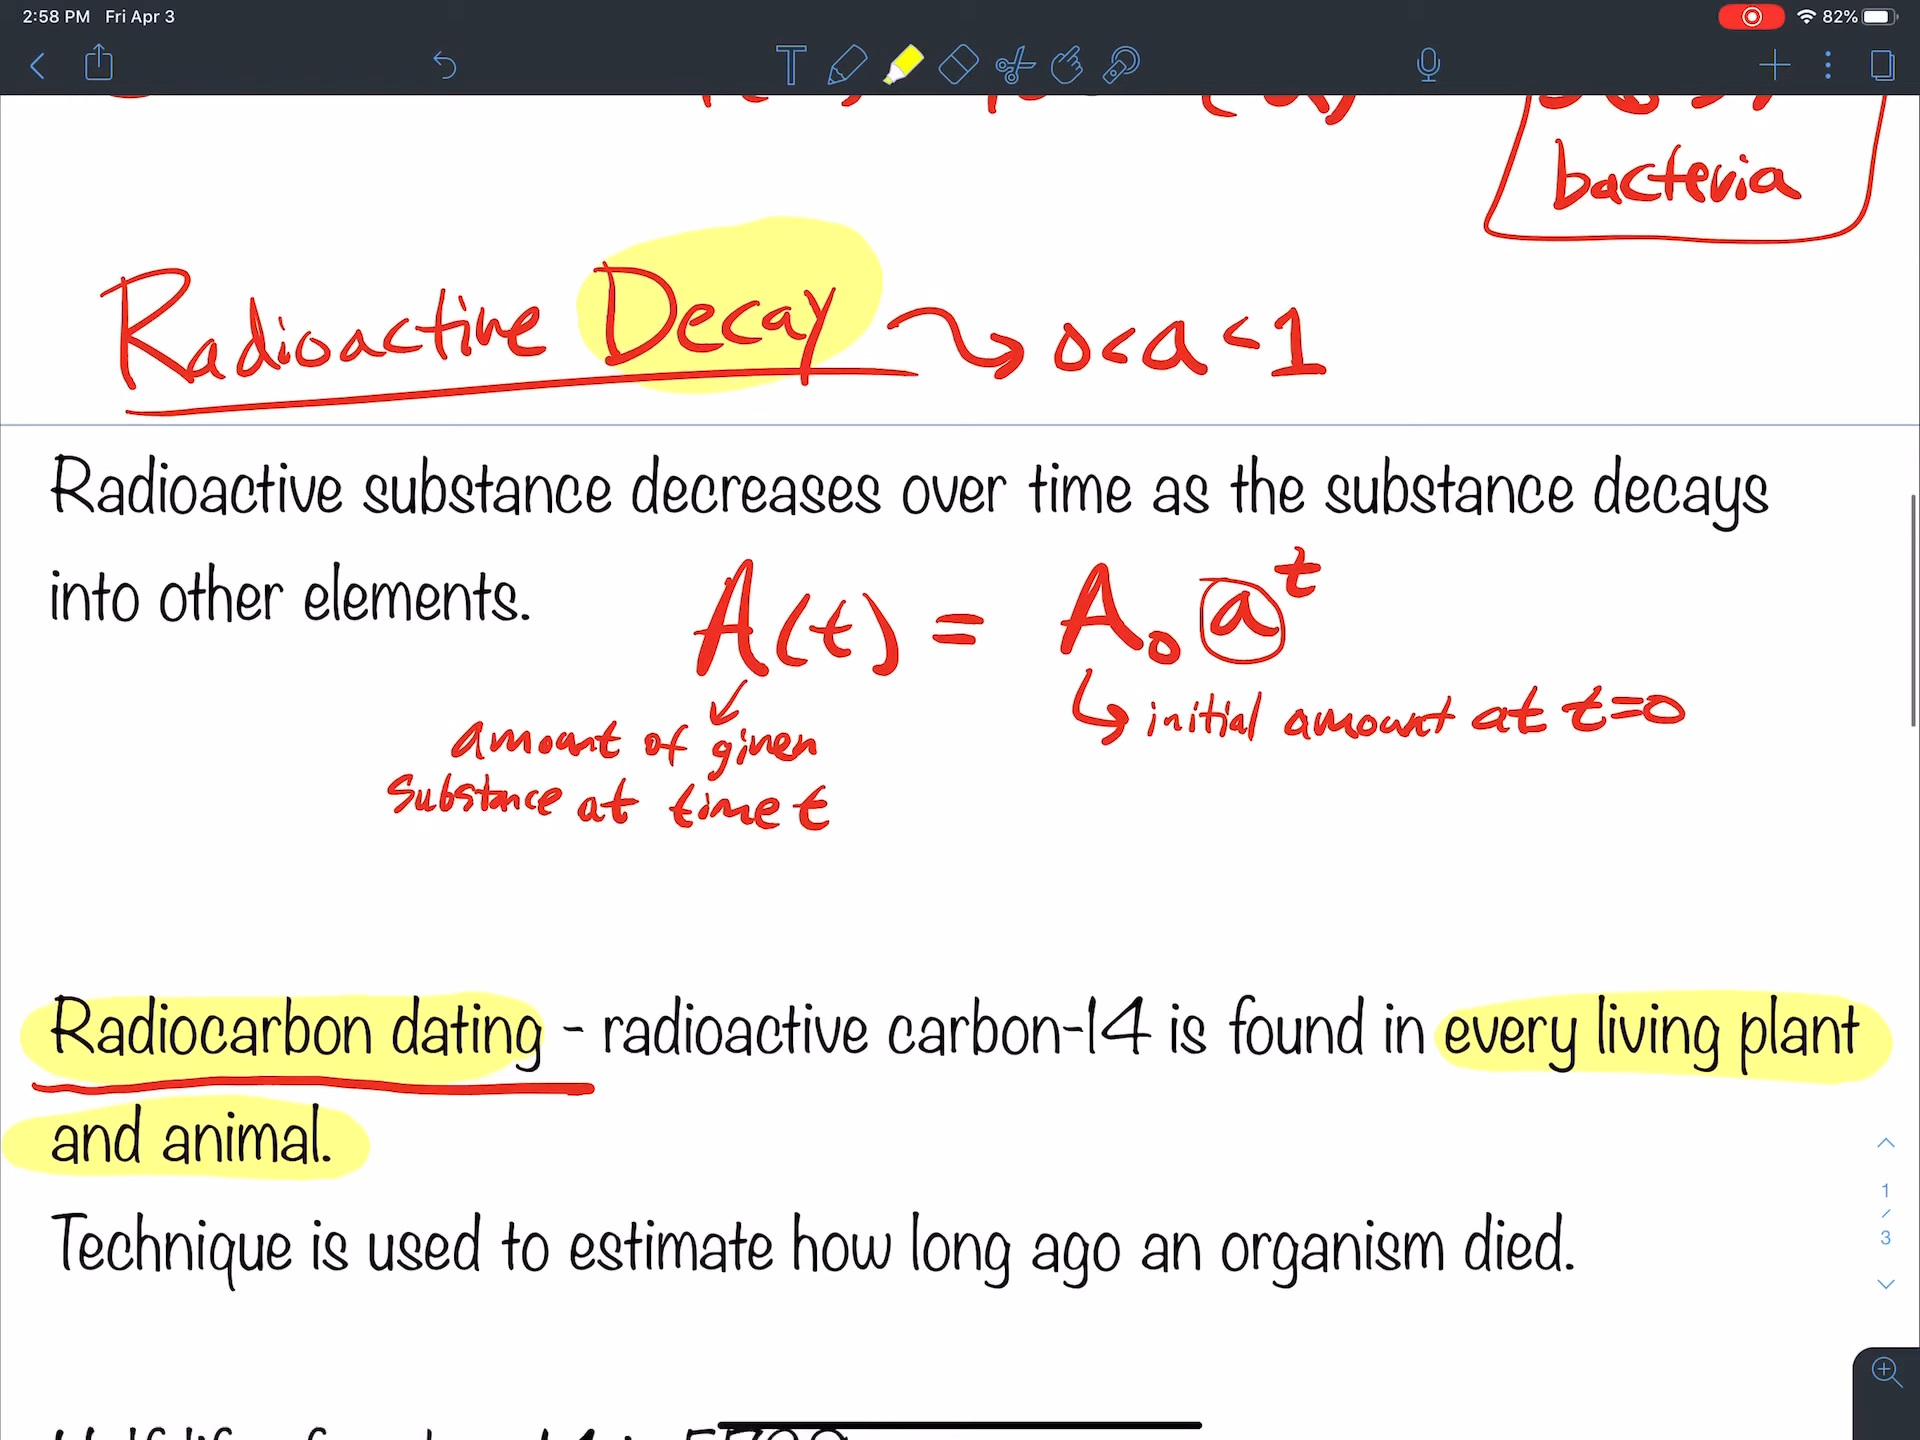 2:58 PM Fri Apr 3
82%
bacteria
Radioactive Decay 0<a<1
Radioactive substance decreases over time as the substance decays
into other elements.
A(t) = A₀ aᵗ
initial amount at t=0
amount of given
substance at time t
Radiocarbon dating - radioactive carbon-14 is found in every living plant
and animal.
Technique is used to estimate how long ago an organism died.
1
/
3